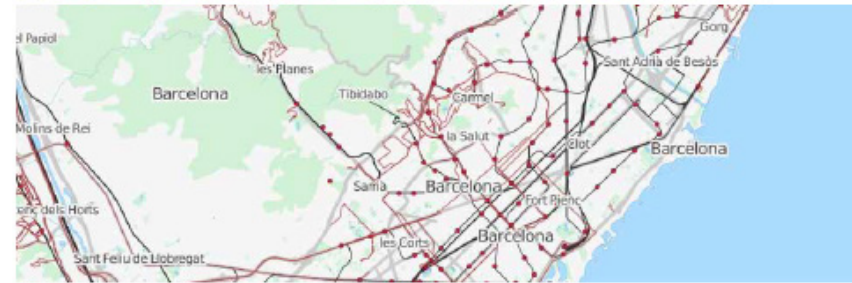 Gorg
el Papiol
Sant Adrià de Besòs
les Planes
Tibidabo
Barcelona
Carmel
Molins de Rei
la Salut
Clot
Barcelona
Sarrià
Barcelona
Fort Pienc
dels Horts
les Corts
Barcelona
Sant Feliu de Llobregat